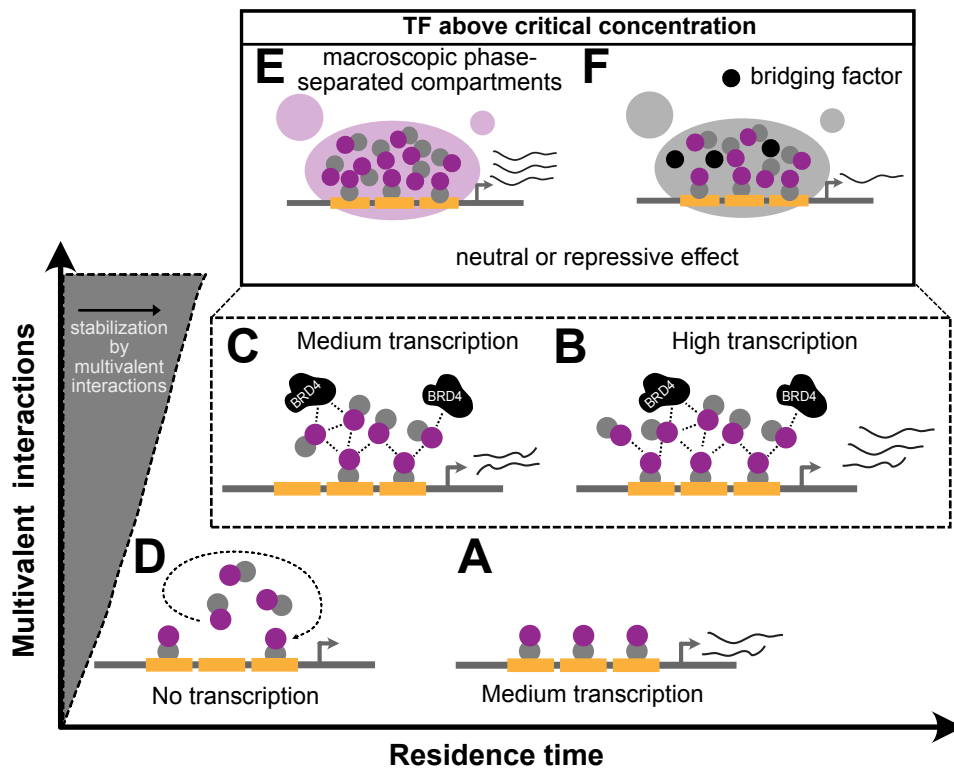 TF above critical concentration
E
macroscopic phase-
separated compartments
F
bridging factor
neutral or repressive effect
Multivalent interactions
stabilization
by
multivalent
interactions
C
Medium transcription
BRD4
BRD4
B
High transcription
BRD4
BRD4
D
No transcription
A
Medium transcription
Residence time